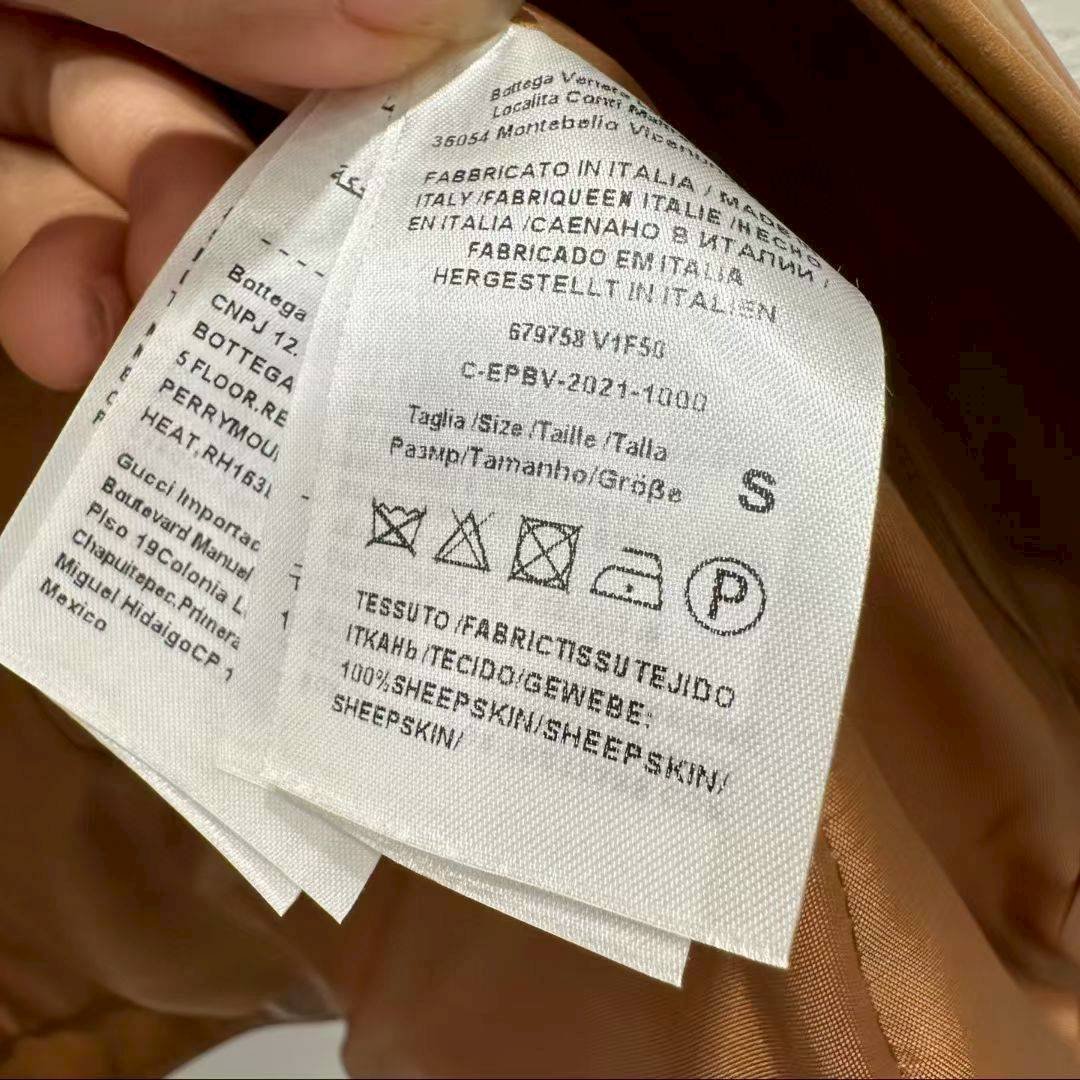 Bottega
Localita Conti
36054 Montebello
FABBRICATO IN ITALIA / MADE
ITALY /FABRIQUEEN ITALIE /HECHO
EN ITALIA /CAENAHO B ИТАЛИИ /
FABRICADO EM ITALIA
HERGESTELLT IN ITALIEN
679758 V1F50
C-EPBV-2021-1000
Taglia /Size /Taille /Talla
Размр/Tamanho/Größe
S
P
TESSUTO /FABRICTISSUTEJIDO
ITKAHb /TECIDO/GEWEBE:
100%SHEEPSKIN/SHEEPSKIN/
SHEEPSKIN/
Bottega
CNPJ 12.
BOTTEGA
5 FLOOR.RE
PERRYMOU
HEAT,RH163
Gucci Importac
Boulevard Manuel
Piso 19Colonia L
Chapultepec.Primera
Miguel HidalgoCP 1
Mexico